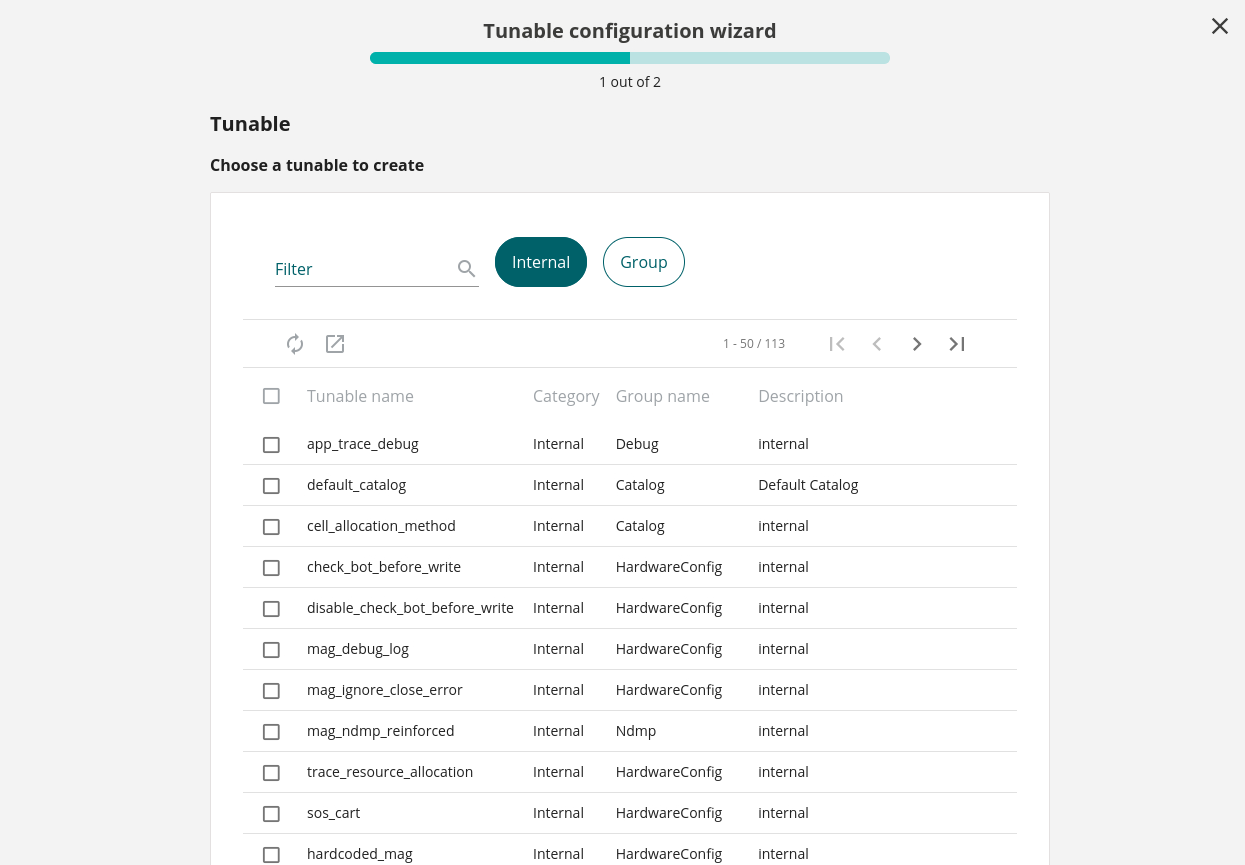 Tunable configuration wizard
1 out of 2
Tunable
Choose a tunable to create
Filter Internal Group
1 - 50 / 113
Tunable name Category Group name Description
app_trace_debug Internal Debug internal
default_catalog Internal Catalog Default Catalog
cell_allocation_method Internal Catalog internal
check_bot_before_write Internal HardwareConfig internal
disable_check_bot_before_write Internal HardwareConfig internal
mag_debug_log Internal HardwareConfig internal
mag_ignore_close_error Internal HardwareConfig internal
mag_ndmp_reinforced Internal Ndmp internal
trace_resource_allocation Internal HardwareConfig internal
sos_cart Internal HardwareConfig internal
hardcoded_mag Internal HardwareConfig internal